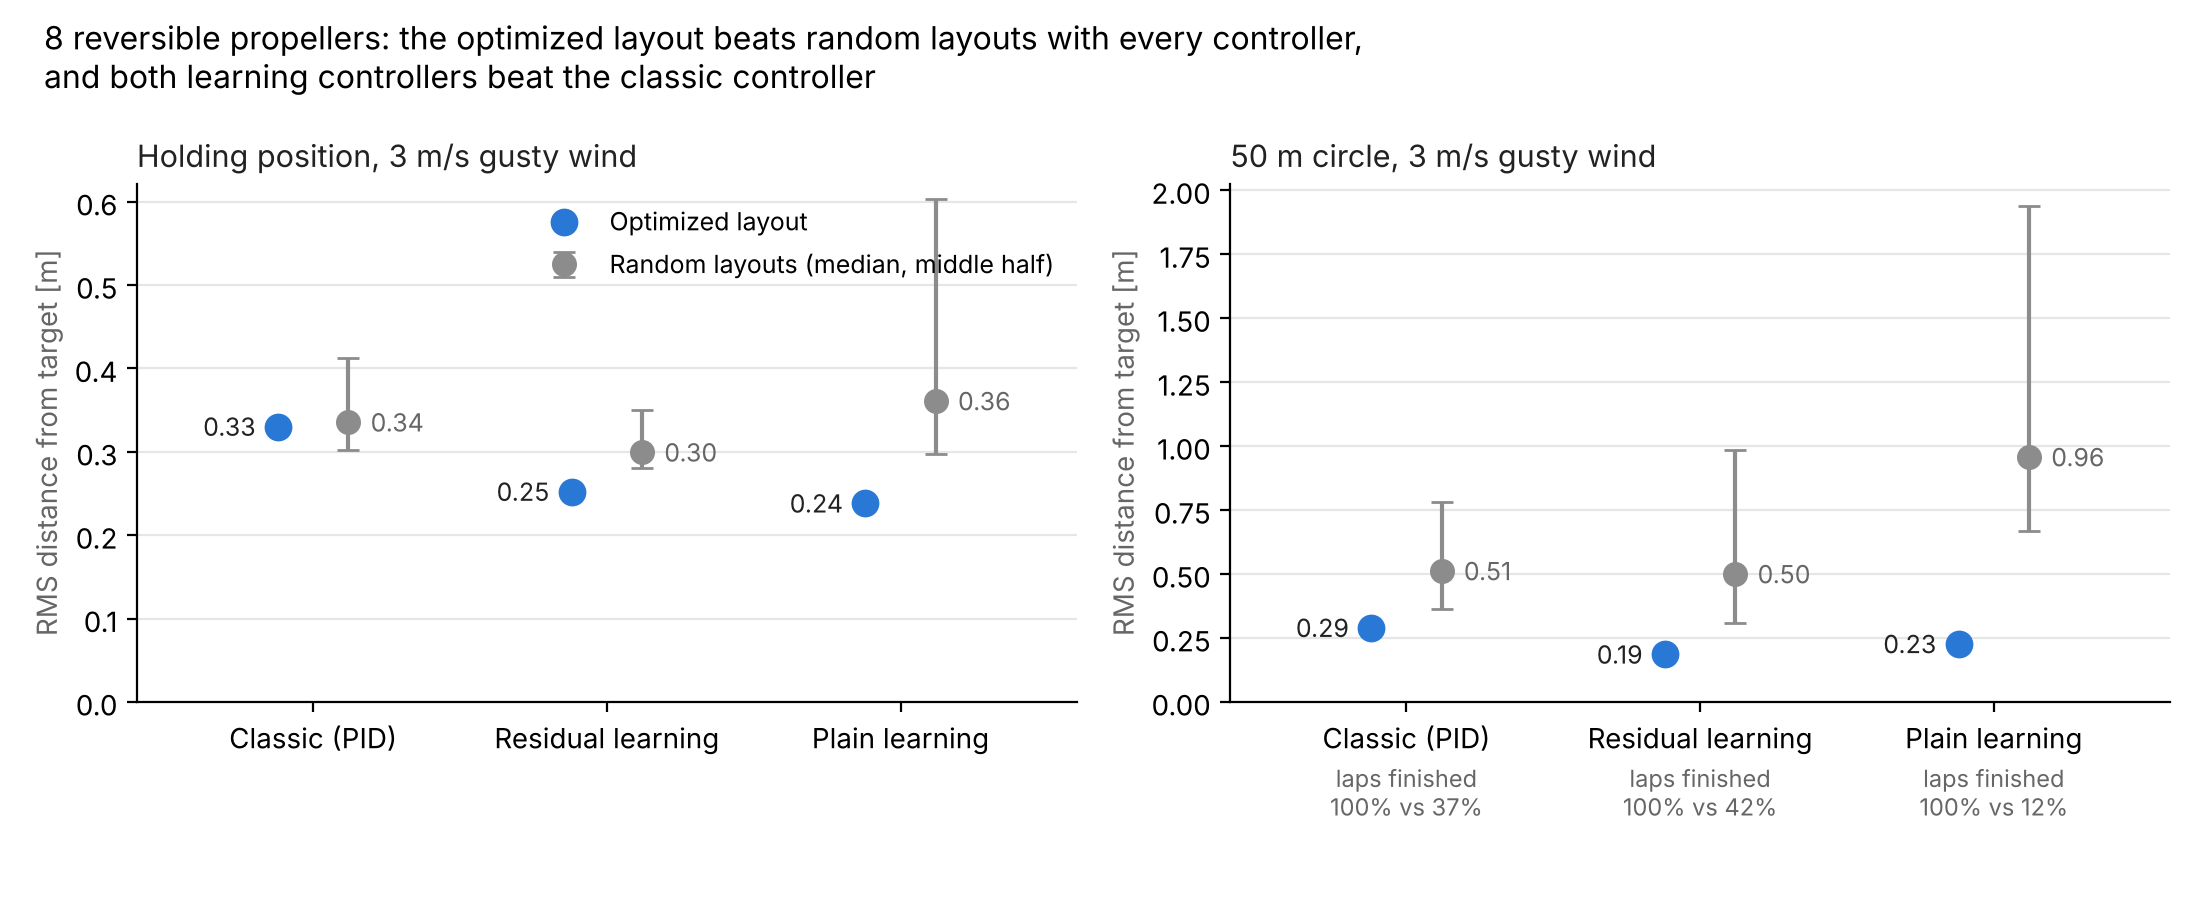 8 reversible propellers: the optimized layout beats random layouts with every controller,
and both learning controllers beat the classic controller
Holding position, 3 m/s gusty wind
RMS distance from target [m]
0.6
0.5
0.4
0.3
0.2
0.1
0.0
Optimized layout
Random layouts (median, middle half)
0.33
0.34
0.25
0.30
0.24
0.36
Classic (PID)
Residual learning
Plain learning
50 m circle, 3 m/s gusty wind
RMS distance from target [m]
2.00
1.75
1.50
1.25
1.00
0.75
0.50
0.25
0.00
0.29
0.51
0.19
0.50
0.23
0.96
Classic (PID)
laps finished
100% vs 37%
Residual learning
laps finished
100% vs 42%
Plain learning
laps finished
100% vs 12%